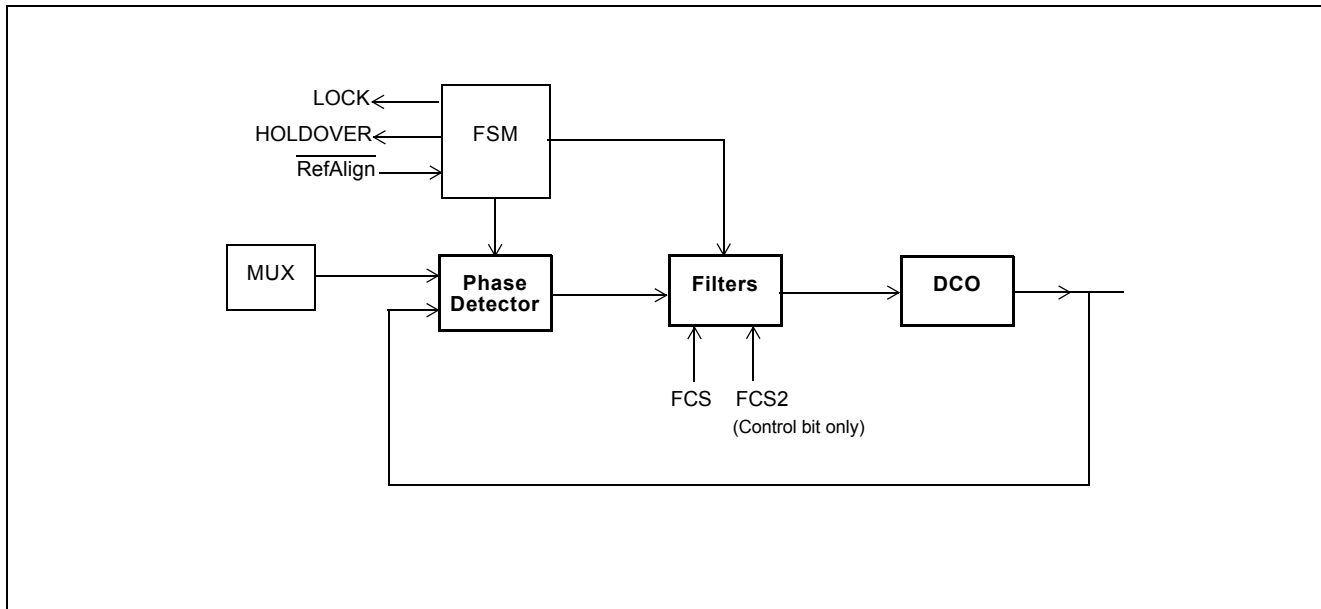 LOCK
HOLDOVER
RefAlign
FSM
MUX
Phase
Detector
Filters
DCO
FCS
FCS2
(Control bit only)